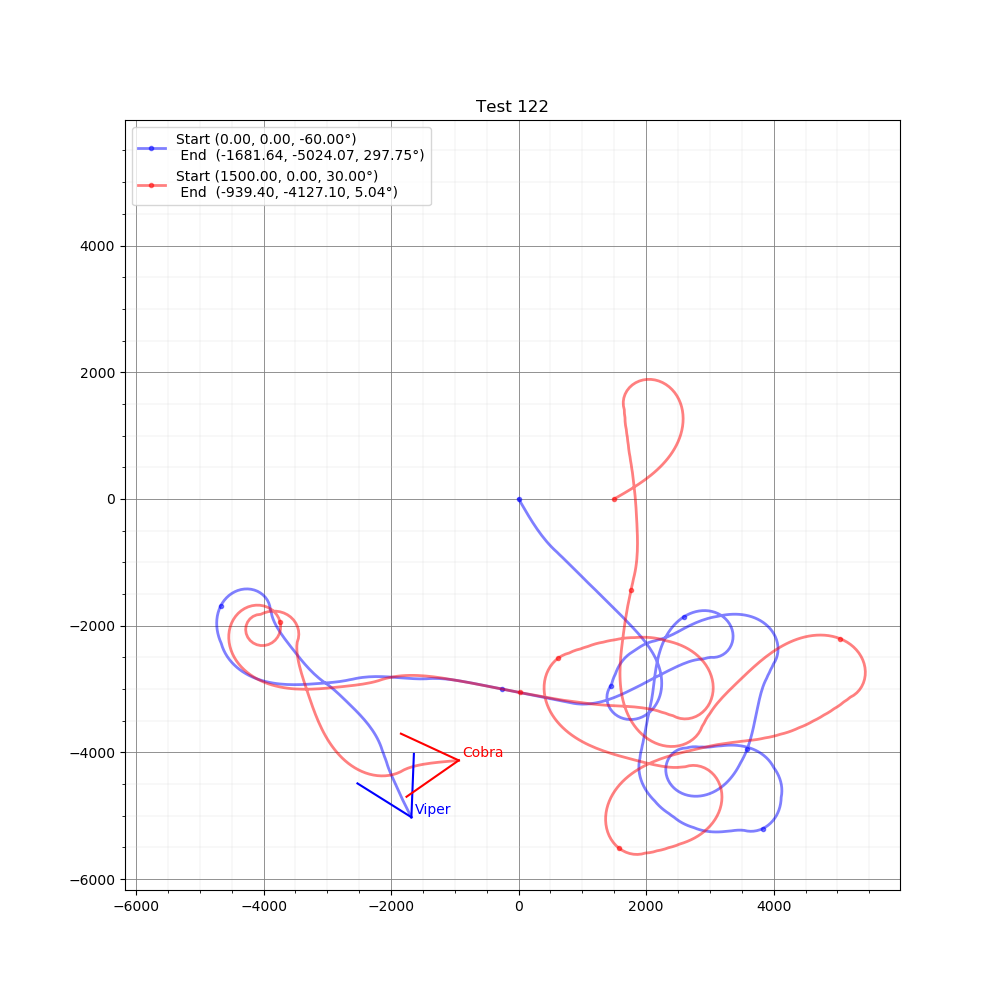 Test 122
Start (0.00, 0.00, -60.00°)
End  (-1681.64, -5024.07, 297.75°)
Start (1500.00, 0.00, 30.00°)
End  (-939.40, -4127.10, 5.04°)
4000
2000
0
−2000
−4000
−6000
Cobra
Viper
−6000
−4000
−2000
0
2000
4000